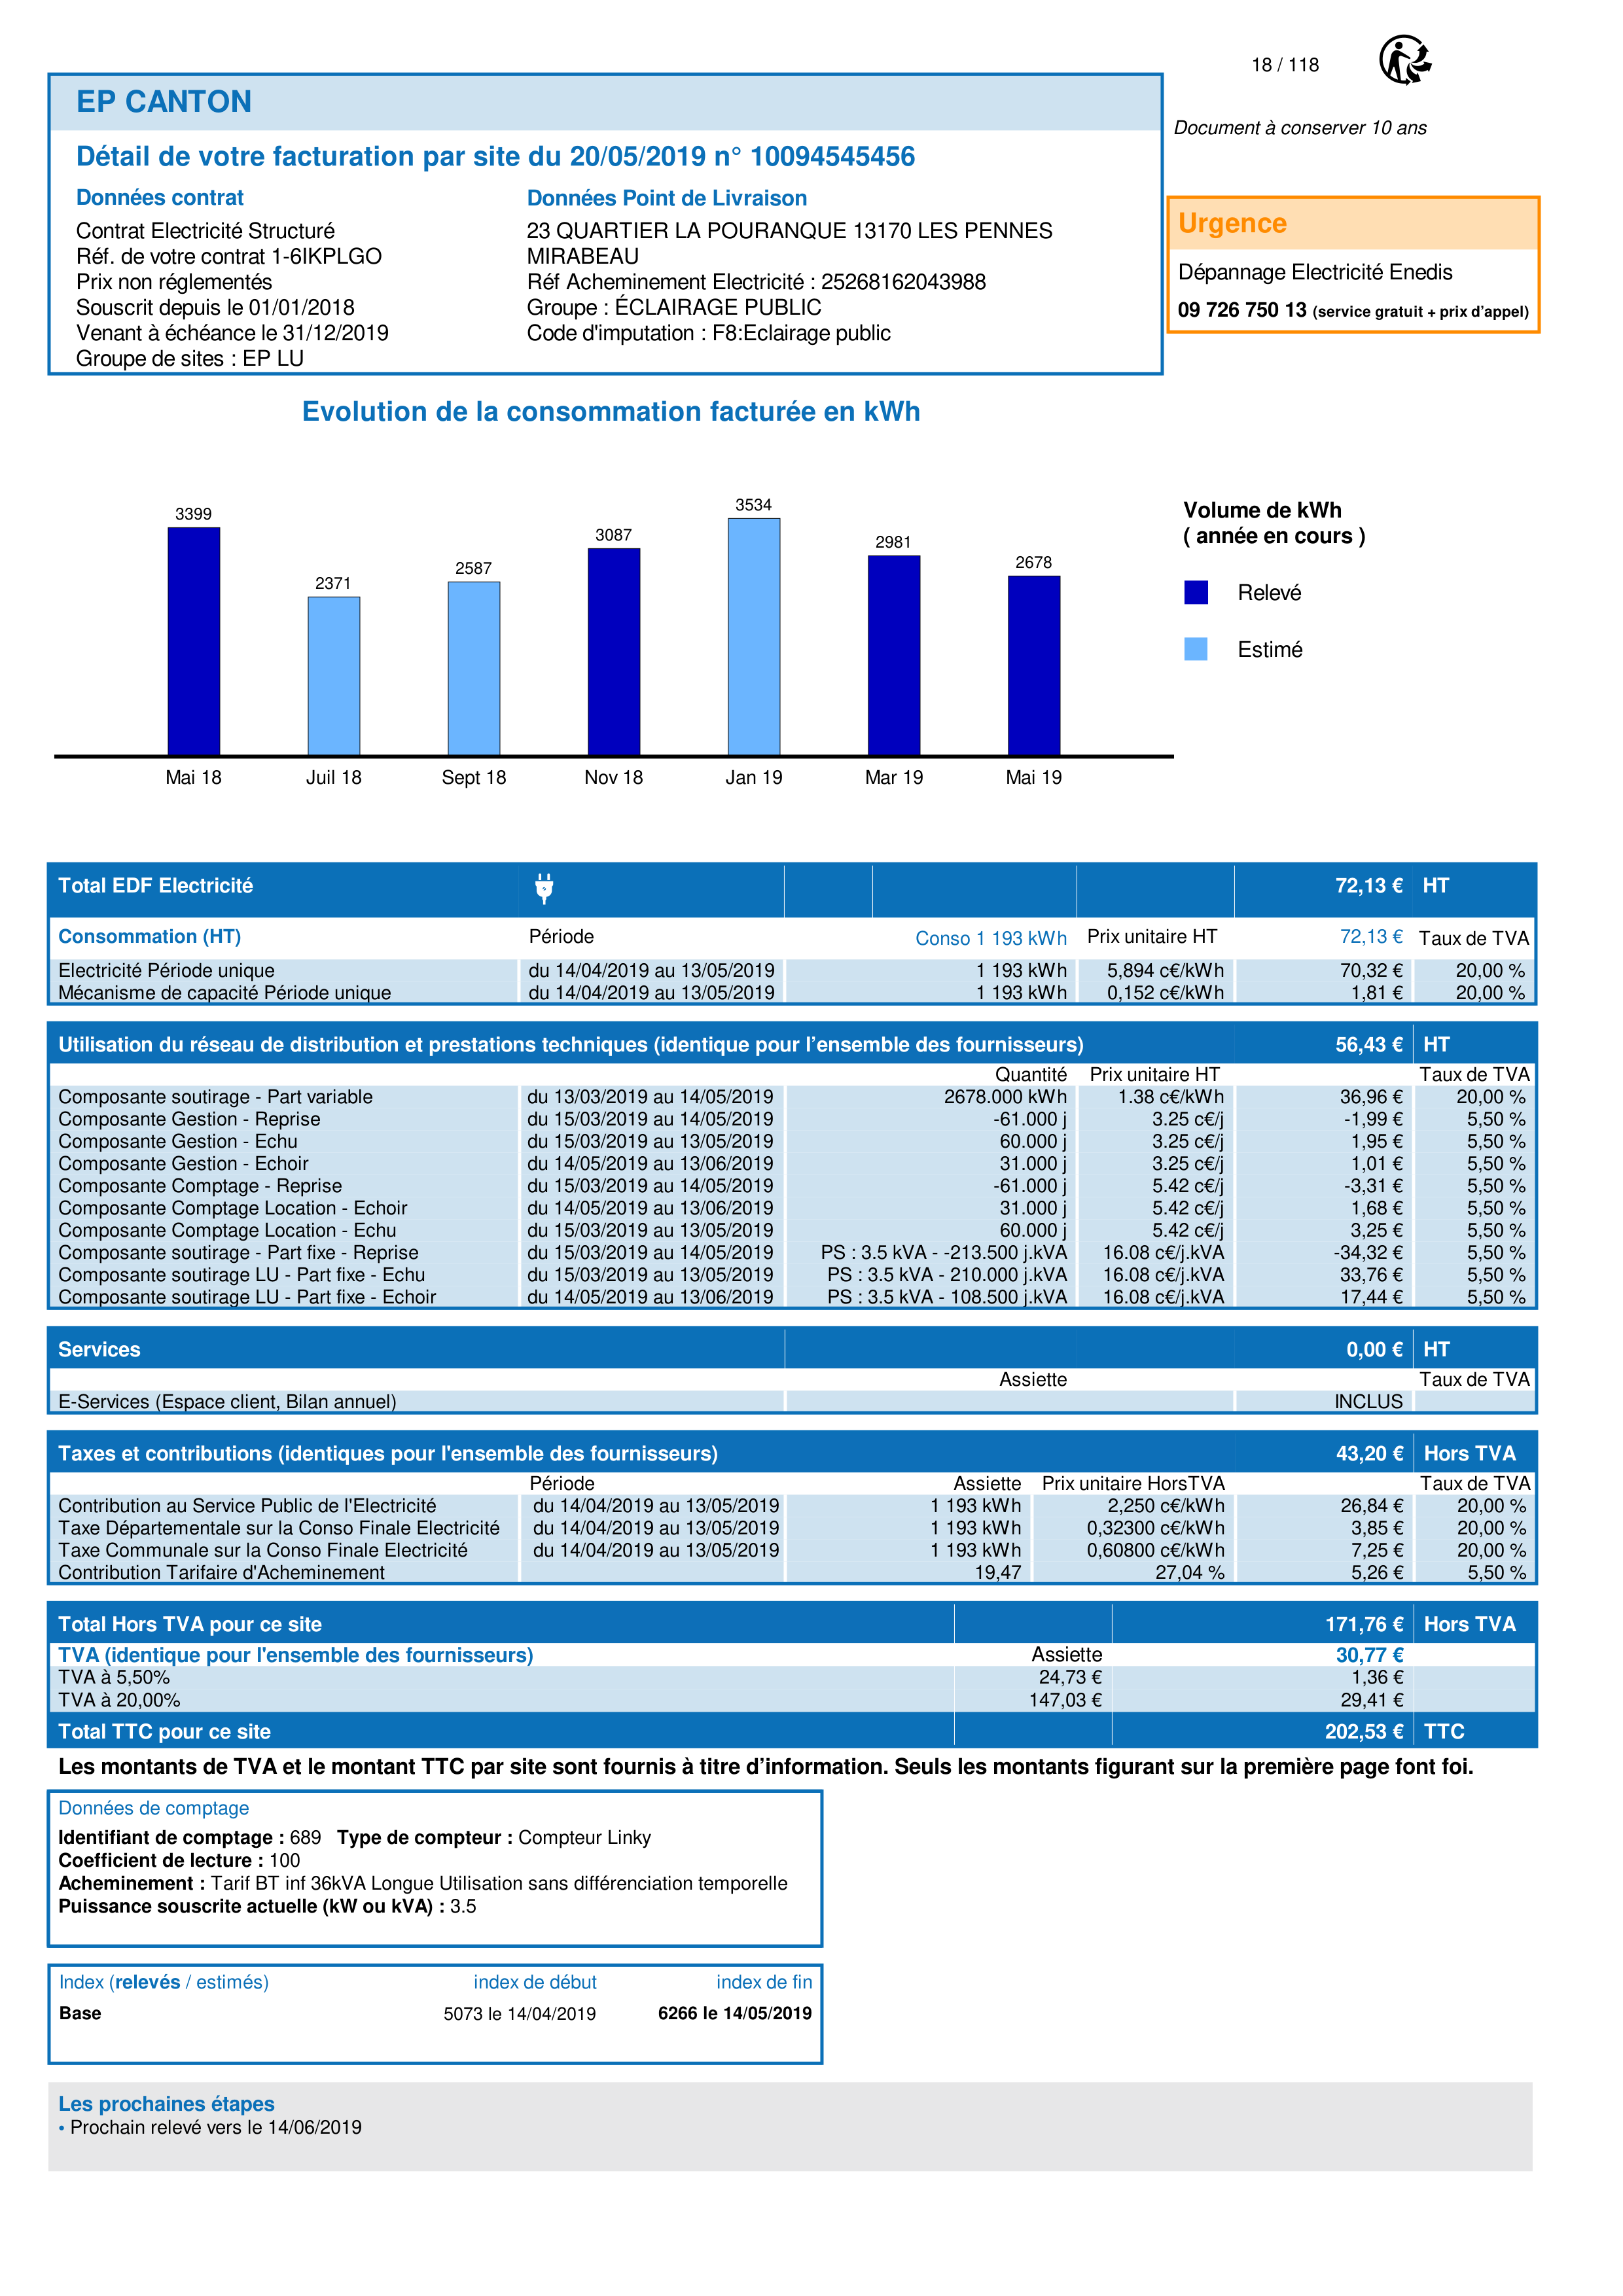 18 / 118
EP CANTON
Document à conserver 10 ans
Détail de votre facturation par site du 20/05/2019 n° 10094545456
Données contrat
Contrat Electricité Structuré
Réf. de votre contrat 1-6IKPLGO
Prix non réglementés
Souscrit depuis le 01/01/2018
Venant à échéance le 31/12/2019
Groupe de sites : EP LU
Données Point de Livraison
23 QUARTIER LA POURANQUE 13170 LES PENNES
MIRABEAU
Réf Acheminement Electricité : 25268162043988
Groupe : ÉCLAIRAGE PUBLIC
Code d'imputation : F8:Eclairage public
Urgence
Dépannage Electricité Enedis
09 726 750 13 (service gratuit + prix d'appel)
Evolution de la consommation facturée en kWh
3399
2371
2587
3087
3534
2981
2678
Mai 18
Juil 18
Sept 18
Nov 18
Jan 19
Mar 19
Mai 19
Volume de kWh
( année en cours )
Relevé
Estimé
Total EDF Electricité 72,13 € HT
Consommation (HT) Période Conso 1 193 kWh Prix unitaire HT 72,13 € Taux de TVA
Electricité Période unique du 14/04/2019 au 13/05/2019 1 193 kWh 5,894 c€/kWh 70,32 € 20,00 %
Mécanisme de capacité Période unique du 14/04/2019 au 13/05/2019 1 193 kWh 0,152 c€/kWh 1,81 € 20,00 %
Utilisation du réseau de distribution et prestations techniques (identique pour l'ensemble des fournisseurs) 56,43 € HT
Quantité Prix unitaire HT Taux de TVA
Composante soutirage - Part variable du 13/03/2019 au 14/05/2019 2678.000 kWh 1.38 c€/kWh 36,96 € 20,00 %
Composante Gestion - Reprise du 15/03/2019 au 14/05/2019 -61.000 j 3.25 c€/j -1,99 € 5,50 %
Composante Gestion - Echu du 15/03/2019 au 13/05/2019 60.000 j 3.25 c€/j 1,95 € 5,50 %
Composante Gestion - Echoir du 14/05/2019 au 13/06/2019 31.000 j 3.25 c€/j 1,01 € 5,50 %
Composante Comptage - Reprise du 15/03/2019 au 14/05/2019 -61.000 j 5.42 c€/j -3,31 € 5,50 %
Composante Comptage Location - Echoir du 14/05/2019 au 13/06/2019 31.000 j 5.42 c€/j 1,68 € 5,50 %
Composante Comptage Location - Echu du 15/03/2019 au 13/05/2019 60.000 j 5.42 c€/j 3,25 € 5,50 %
Composante soutirage - Part fixe - Reprise du 15/03/2019 au 14/05/2019 PS : 3.5 kVA - -213.500 j.kVA 16.08 c€/j.kVA -34,32 € 5,50 %
Composante soutirage LU - Part fixe - Echu du 15/03/2019 au 13/05/2019 PS : 3.5 kVA - 210.000 j.kVA 16.08 c€/j.kVA 33,76 € 5,50 %
Composante soutirage LU - Part fixe - Echoir du 14/05/2019 au 13/06/2019 PS : 3.5 kVA - 108.500 j.kVA 16.08 c€/j.kVA 17,44 € 5,50 %
Services 0,00 € HT
Assiette Taux de TVA
E-Services (Espace client, Bilan annuel) INCLUS
Taxes et contributions (identiques pour l'ensemble des fournisseurs) 43,20 € Hors TVA
Période Assiette Prix unitaire HorsTVA Taux de TVA
Contribution au Service Public de l'Electricité du 14/04/2019 au 13/05/2019 1 193 kWh 2,250 c€/kWh 26,84 € 20,00 %
Taxe Départementale sur la Conso Finale Electricité du 14/04/2019 au 13/05/2019 1 193 kWh 0,32300 c€/kWh 3,85 € 20,00 %
Taxe Communale sur la Conso Finale Electricité du 14/04/2019 au 13/05/2019 1 193 kWh 0,60800 c€/kWh 7,25 € 20,00 %
Contribution Tarifaire d'Acheminement 19,47 27,04 % 5,26 € 5,50 %
Total Hors TVA pour ce site 171,76 € Hors TVA
TVA (identique pour l'ensemble des fournisseurs) Assiette 30,77 €
TVA à 5,50% 24,73 € 1,36 €
TVA à 20,00% 147,03 € 29,41 €
Total TTC pour ce site 202,53 € TTC
Les montants de TVA et le montant TTC par site sont fournis à titre d'information. Seuls les montants figurant sur la première page font foi.
Données de comptage
Identifiant de comptage : 689 Type de compteur : Compteur Linky
Coefficient de lecture : 100
Acheminement : Tarif BT inf 36kVA Longue Utilisation sans différenciation temporelle
Puissance souscrite actuelle (kW ou kVA) : 3.5
Index (relevés / estimés) index de début index de fin
Base 5073 le 14/04/2019 6266 le 14/05/2019
Les prochaines étapes
• Prochain relevé vers le 14/06/2019